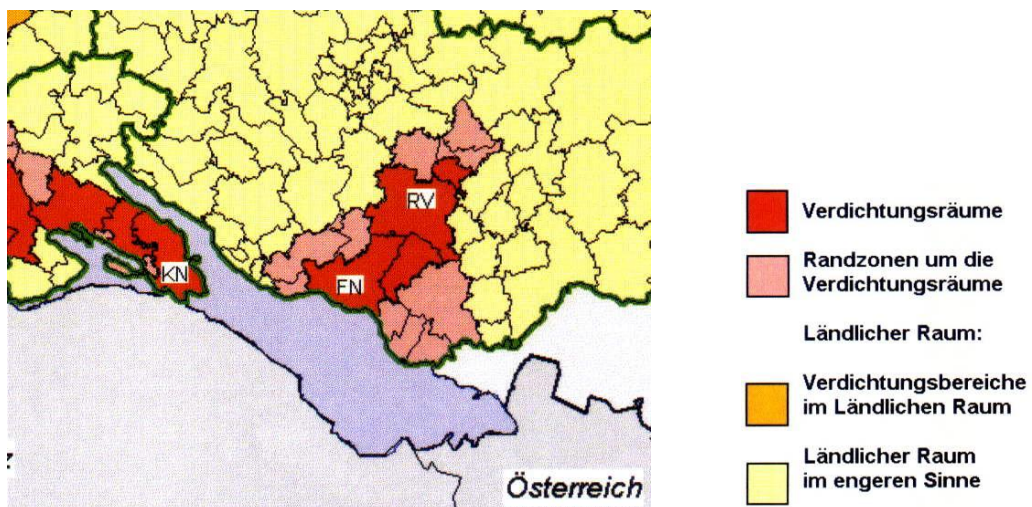 RV
KN
FN
Österreich
Verdichtungsräume
Randzonen um die
Verdichtungsräume
Ländlicher Raum:
Verdichtungsbereiche
im Ländlichen Raum
Ländlicher Raum
im engeren Sinne